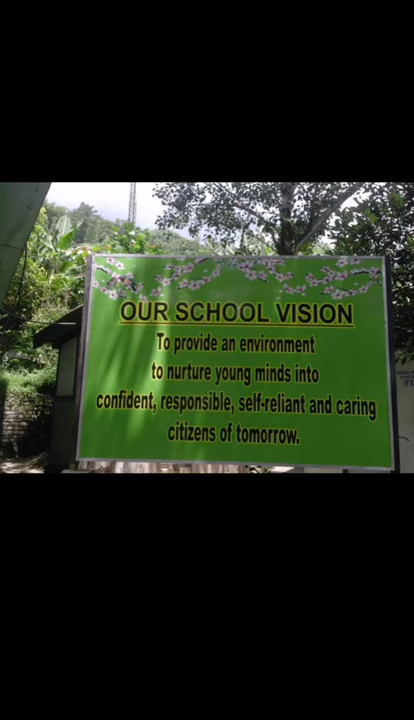 OUR SCHOOL VISION
To provide an environment
to nurture young minds into
confident, responsible, self-reliant and caring
citizens of tomorrow.